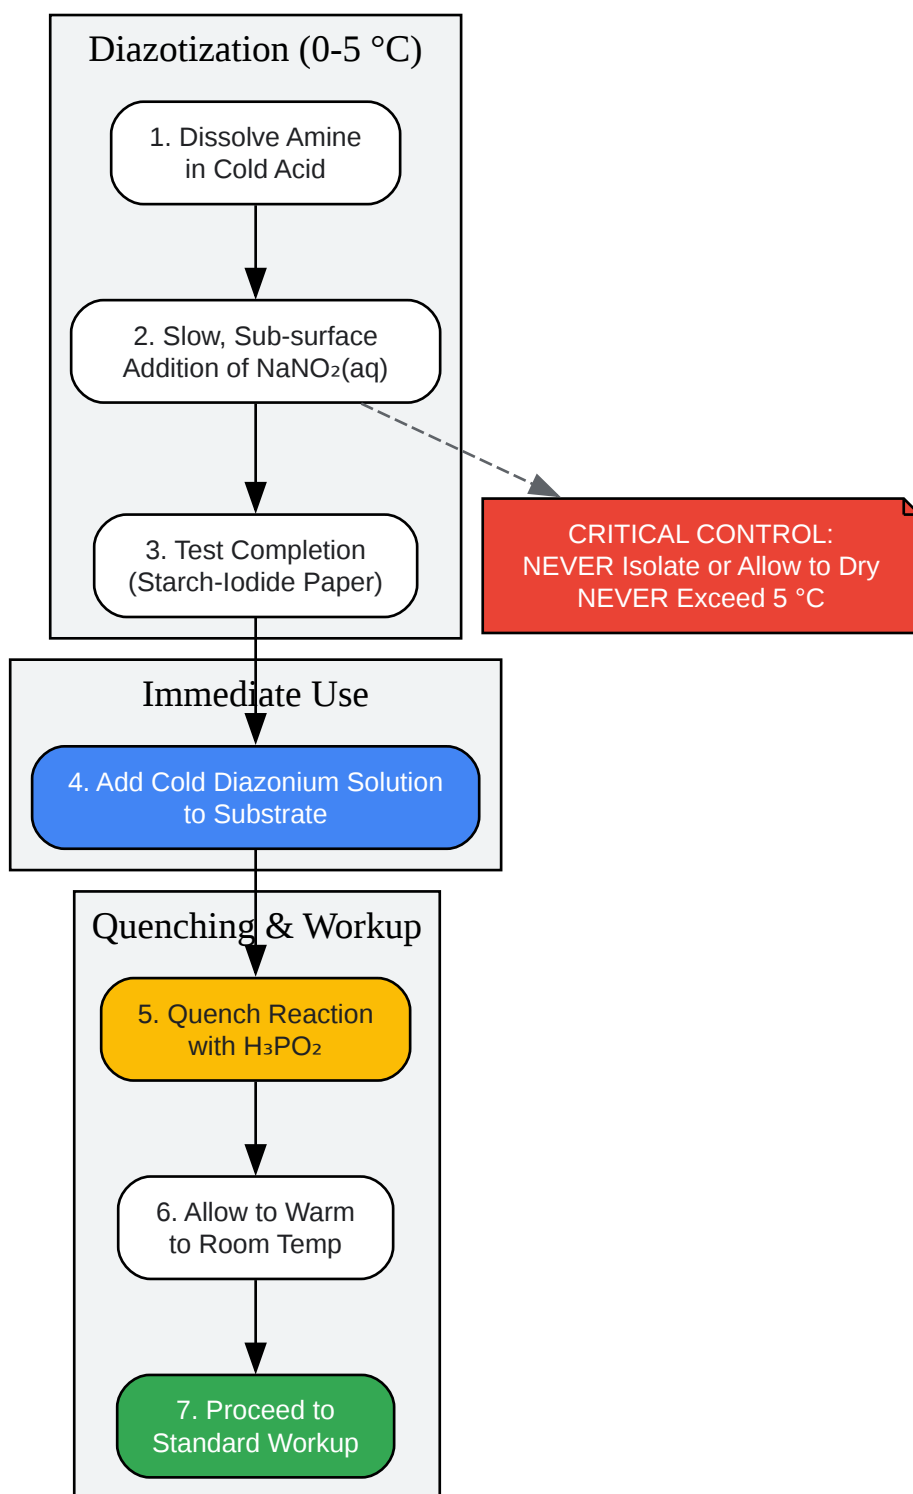 Diazotization (0-5 °C)
1. Dissolve Amine
in Cold Acid
2. Slow, Sub-surface
Addition of NaNO₂(aq)
3. Test Completion
(Starch-Iodide Paper)
CRITICAL CONTROL:
NEVER Isolate or Allow to Dry
NEVER Exceed 5 °C
Immediate Use
4. Add Cold Diazonium Solution
to Substrate
Quenching & Workup
5. Quench Reaction
with H₃PO₂
6. Allow to Warm
to Room Temp
7. Proceed to
Standard Workup